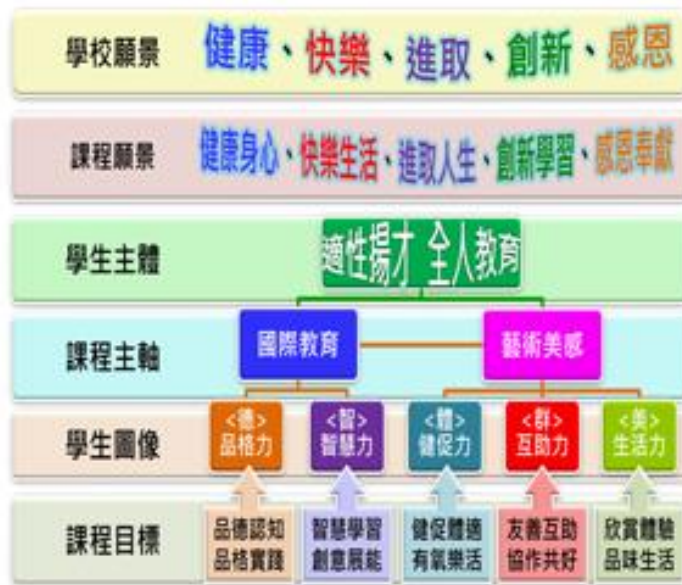 學校願景 健康、快樂、進取、創新、感恩
課程願景 健康身心、快樂生活、進取人生、創新學習、感恩奉獻
學生主體 適性揚才 全人教育
課程主軸 國際教育 藝術美感
學生圖像 <德> <智> <體> <群> <美>
品格力 智慧力 健促力 互助力 生活力
課程目標 品德認知 智慧學習 健促體適 友善互助 欣賞體驗
品格實踐 創意展能 有氧樂活 協作共好 品味生活